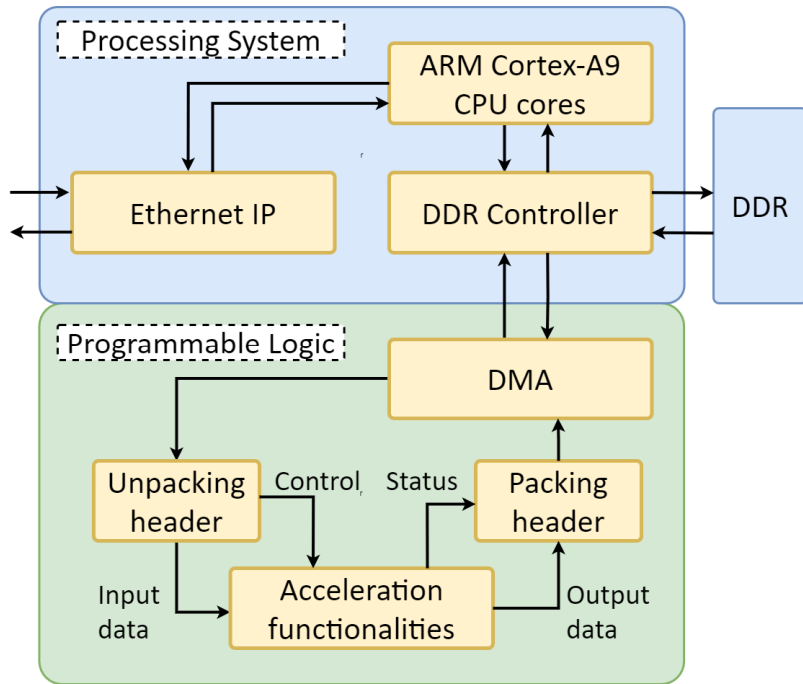 Processing System
ARM Cortex-A9
CPU cores
Ethernet IP
DDR Controller
DDR
Programmable Logic
DMA
Unpacking
header
Control
r
Status
Packing
header
Input
data
Acceleration
functionalities
Output
data
r